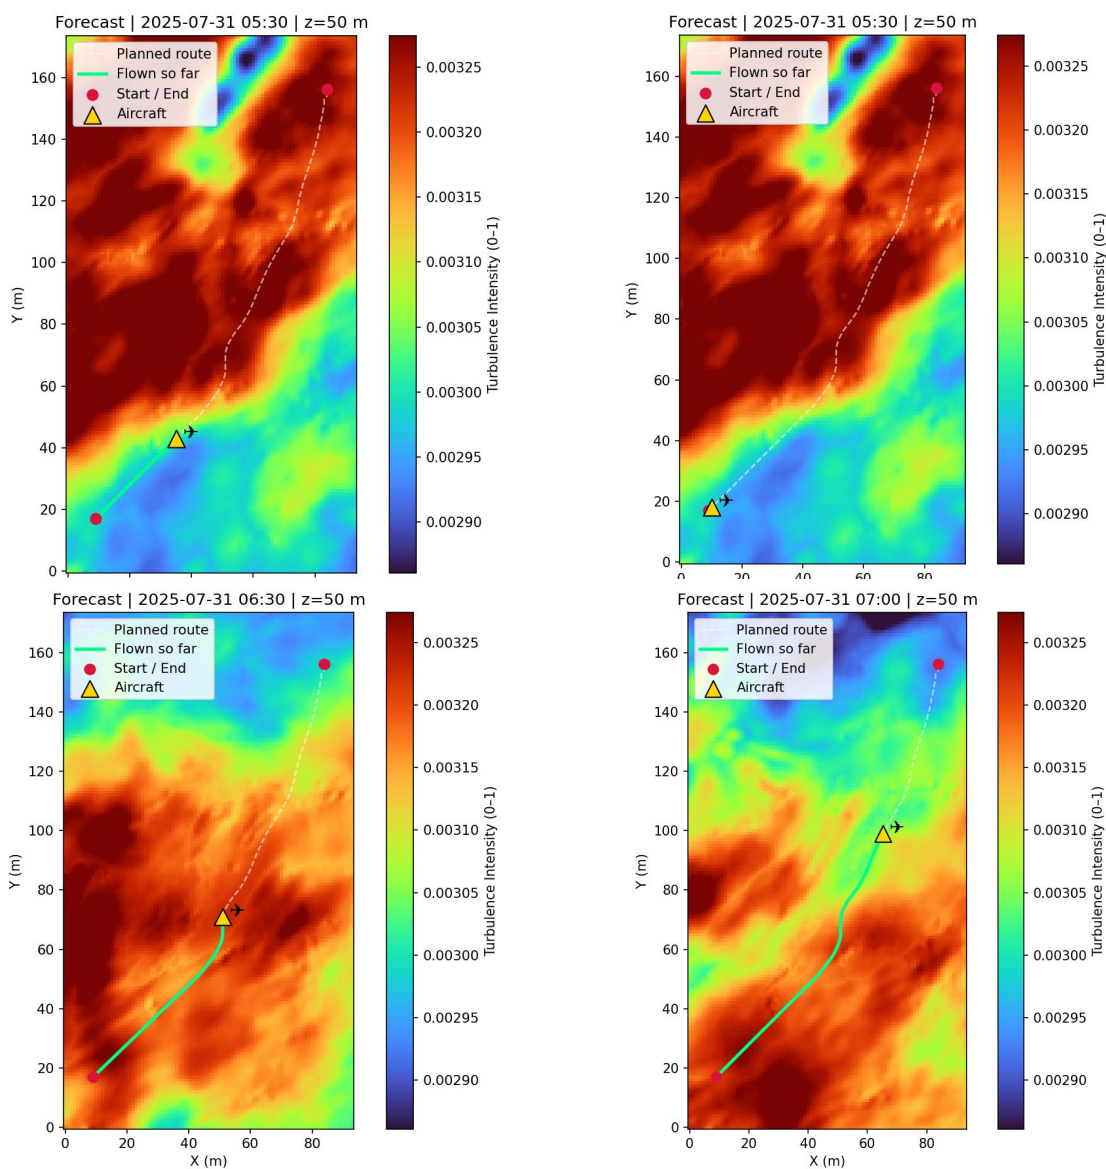 Forecast | 2025-07-31 05:30 | z=50 m
Planned route
Flown so far
Start / End
Aircraft
Y (m)
160
140
120
100
80
60
40
20
0
0.00325
0.00320
0.00315
0.00310
0.00305
0.00300
0.00295
0.00290
Turbulence Intensity (0–1)
Forecast | 2025-07-31 05:30 | z=50 m
Planned route
Flown so far
Start / End
Aircraft
Y (m)
160
140
120
100
80
60
40
20
0
0 20 40 60 80
0.00325
0.00320
0.00315
0.00310
0.00305
0.00300
0.00295
0.00290
Turbulence Intensity (0–1)
Forecast | 2025-07-31 06:30 | z=50 m
Planned route
Flown so far
Start / End
Aircraft
Y (m)
160
140
120
100
80
60
40
20
0
0 20 40 60 80
X (m)
0.00325
0.00320
0.00315
0.00310
0.00305
0.00300
0.00295
0.00290
Turbulence Intensity (0–1)
Forecast | 2025-07-31 07:00 | z=50 m
Planned route
Flown so far
Start / End
Aircraft
Y (m)
160
140
120
100
80
60
40
20
0
0 20 40 60 80
X (m)
0.00325
0.00320
0.00315
0.00310
0.00305
0.00300
0.00295
0.00290
Turbulence Intensity (0–1)